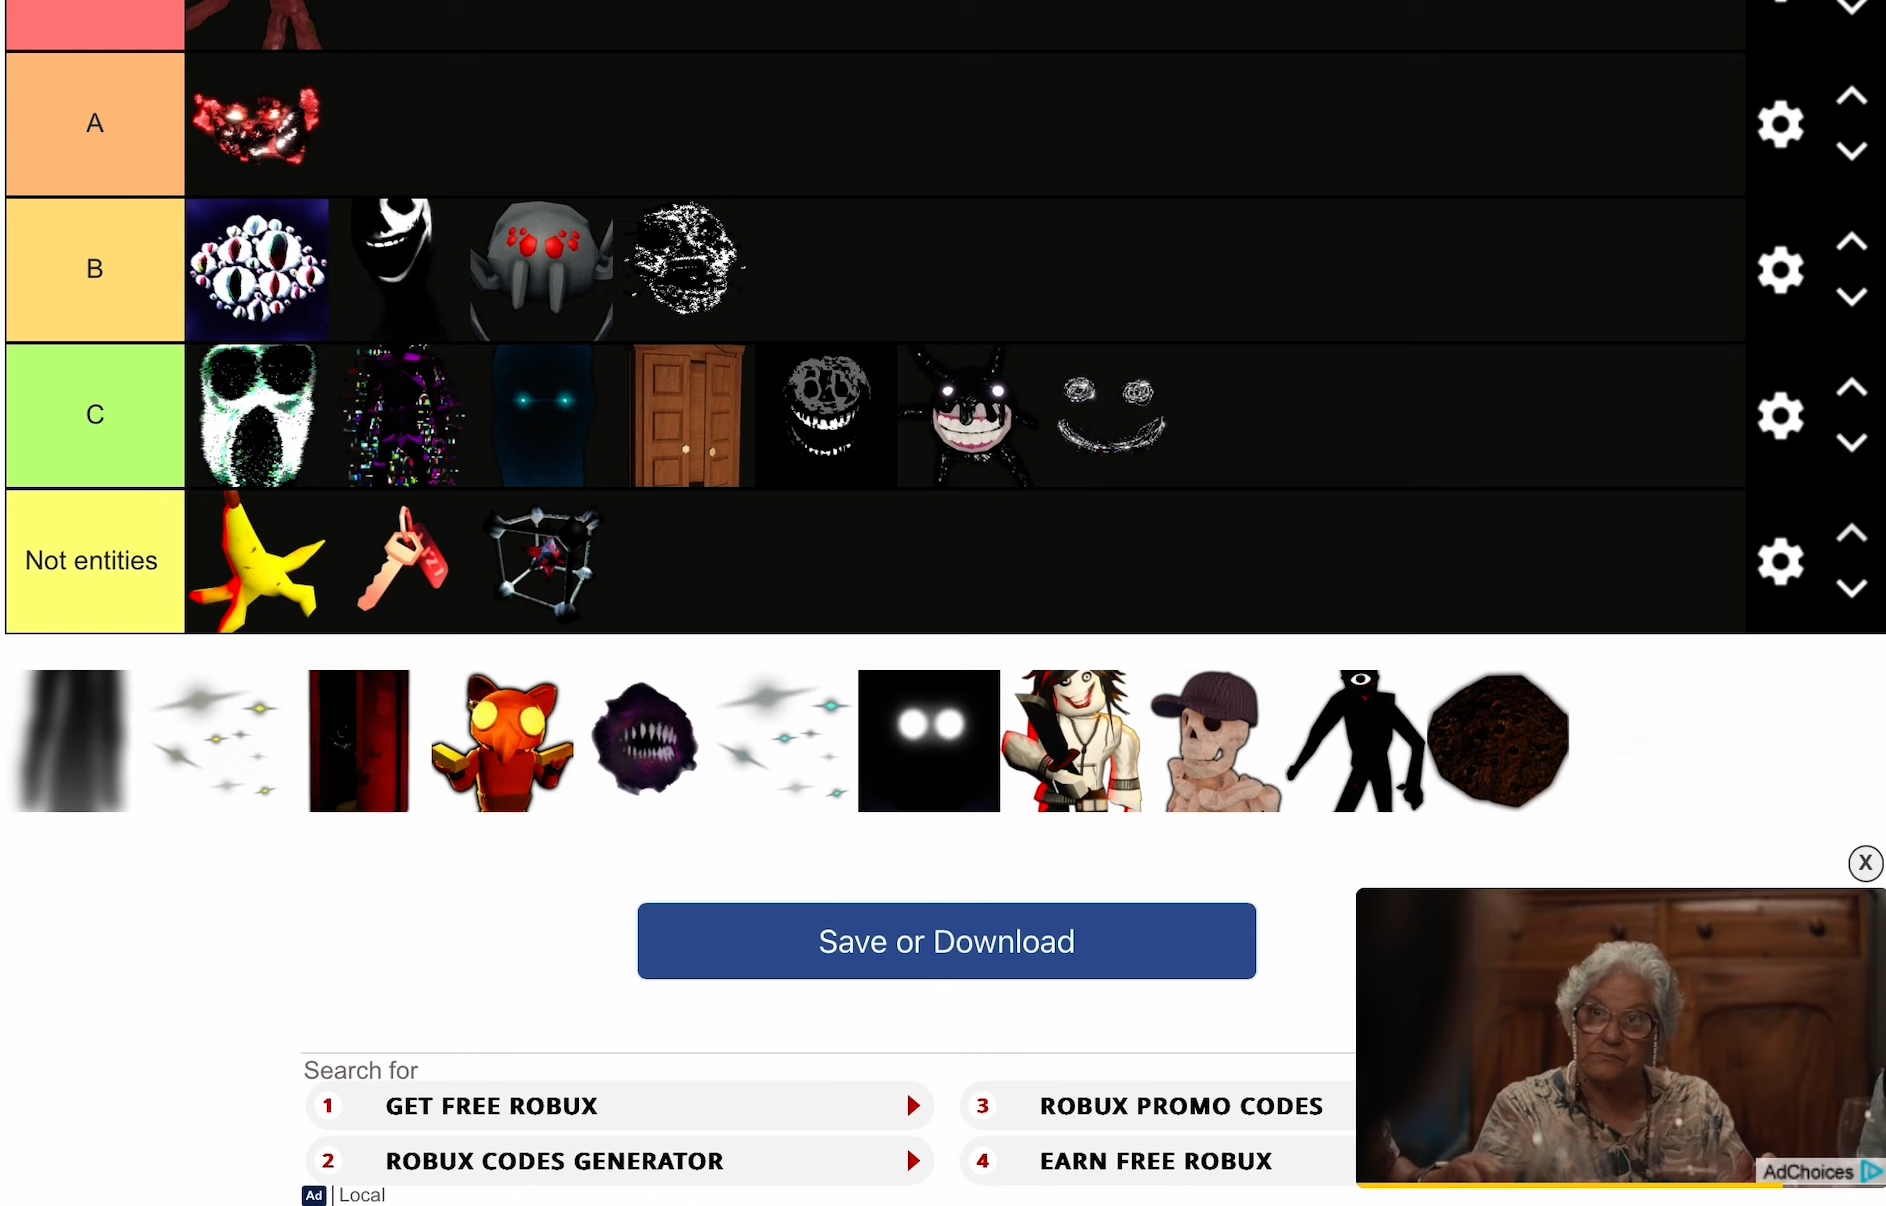 A
B
C
Not entities
X
Save or Download
Search for
1 GET FREE ROBUX
3 ROBUX PROMO CODES
2 ROBUX CODES GENERATOR
4 EARN FREE ROBUX
Ad | Local
AdChoices